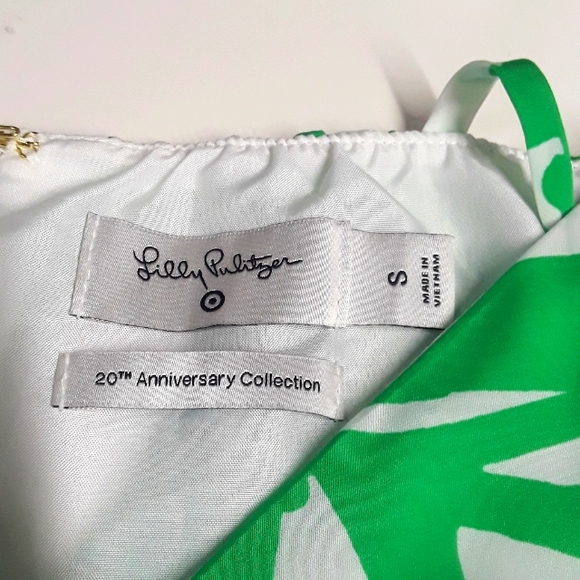 Lilly Pulitzer
S
MADE IN
VIETNAM
20TH Anniversary Collection